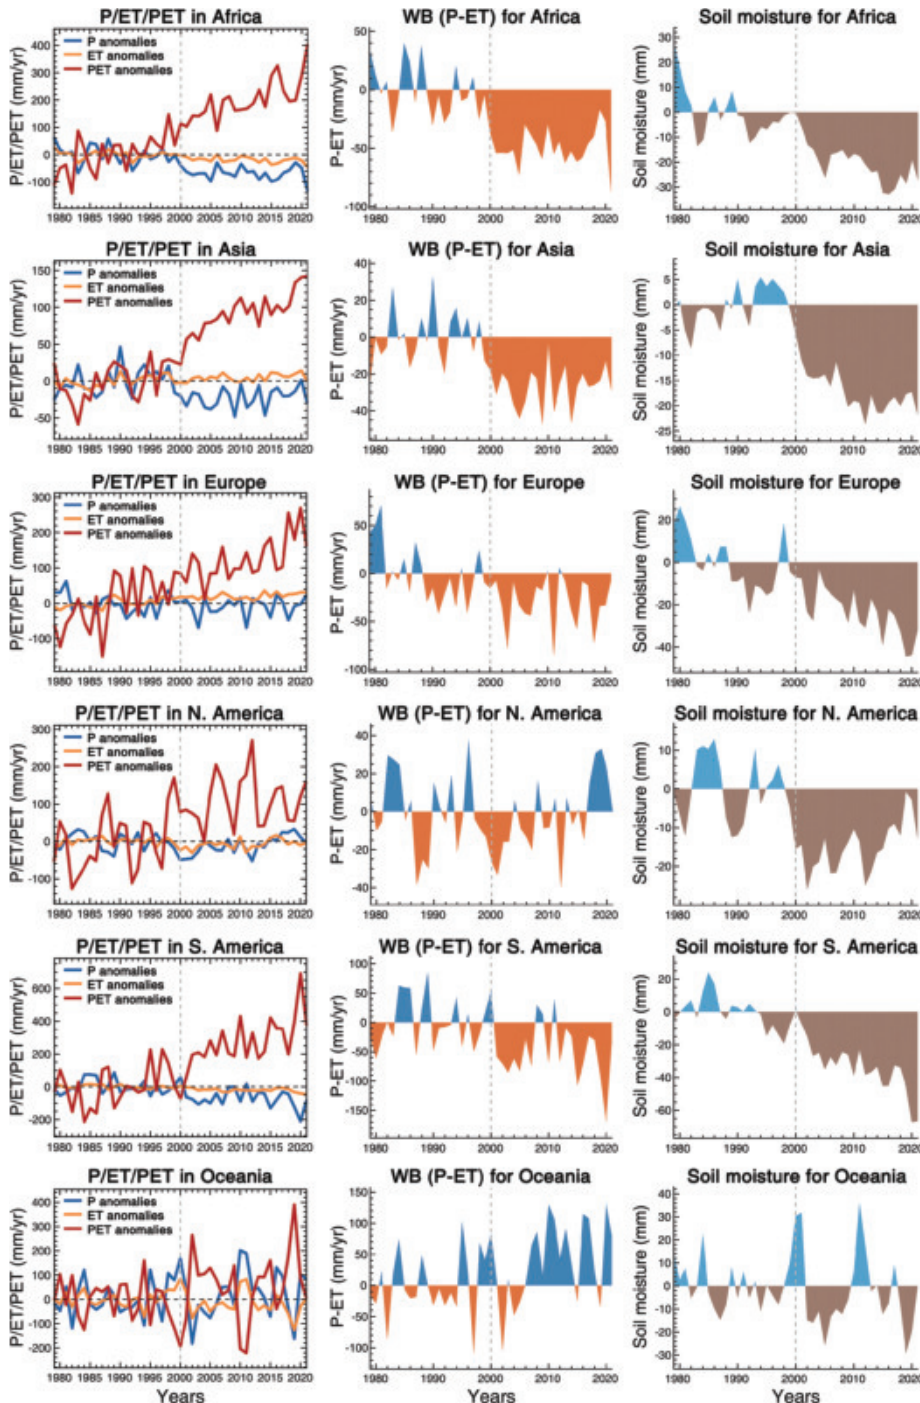 P/ET/PET in Africa
WB (P-ET) for Africa
Soil moisture for Africa
P/ET/PET (mm/yr)
400
300
200
100
0
-100
P anomalies
ET anomalies
PET anomalies
1980 1985 1990 1995 2000 2005 2010 2015 2020
P-ET (mm/yr)
50
0
-50
-100
1980 1990 2000 2010 2020
Soil moisture (mm)
30
20
10
0
-10
-20
-30
1980 1990 2000 2010 2020
P/ET/PET in Asia
WB (P-ET) for Asia
Soil moisture for Asia
P/ET/PET (mm/yr)
150
100
50
0
-50
P anomalies
ET anomalies
PET anomalies
1980 1985 1990 1995 2000 2005 2010 2015 2020
P-ET (mm/yr)
40
20
0
-20
-40
1980 1990 2000 2010 2020
Soil moisture (mm)
5
0
-5
-10
-15
-20
-25
1980 1990 2000 2010 2020
P/ET/PET in Europe
WB (P-ET) for Europe
Soil moisture for Europe
P/ET/PET (mm/yr)
300
200
100
0
-100
P anomalies
ET anomalies
PET anomalies
1980 1985 1990 1995 2000 2005 2010 2015 2020
P-ET (mm/yr)
50
0
-50
-100
1980 1990 2000 2010 2020
Soil moisture (mm)
20
0
-20
-40
1980 1990 2000 2010 2020
P/ET/PET in N. America
WB (P-ET) for N. America
Soil moisture for N. America
P/ET/PET (mm/yr)
300
200
100
0
-100
P anomalies
ET anomalies
PET anomalies
1980 1985 1990 1995 2000 2005 2010 2015 2020
P-ET (mm/yr)
40
20
0
-20
-40
1980 1990 2000 2010 2020
Soil moisture (mm)
10
0
-10
-20
1980 1990 2000 2010 2020
P/ET/PET in S. America
WB (P-ET) for S. America
Soil moisture for S. America
P/ET/PET (mm/yr)
600
400
200
0
-200
P anomalies
ET anomalies
PET anomalies
1980 1985 1990 1995 2000 2005 2010 2015 2020
P-ET (mm/yr)
100
50
0
-50
-100
-150
1980 1990 2000 2010 2020
Soil moisture (mm)
20
0
-20
-40
-60
1980 1990 2000 2010 2020
P/ET/PET in Oceania
WB (P-ET) for Oceania
Soil moisture for Oceania
P/ET/PET (mm/yr)
400
300
200
100
0
-100
-200
P anomalies
ET anomalies
PET anomalies
1980 1985 1990 1995 2000 2005 2010 2015 2020
Years
P-ET (mm/yr)
150
100
50
0
-50
-100
1980 1990 2000 2010 2020
Years
Soil moisture (mm)
40
30
20
10
0
-10
-20
-30
1980 1990 2000 2010 2020
Years